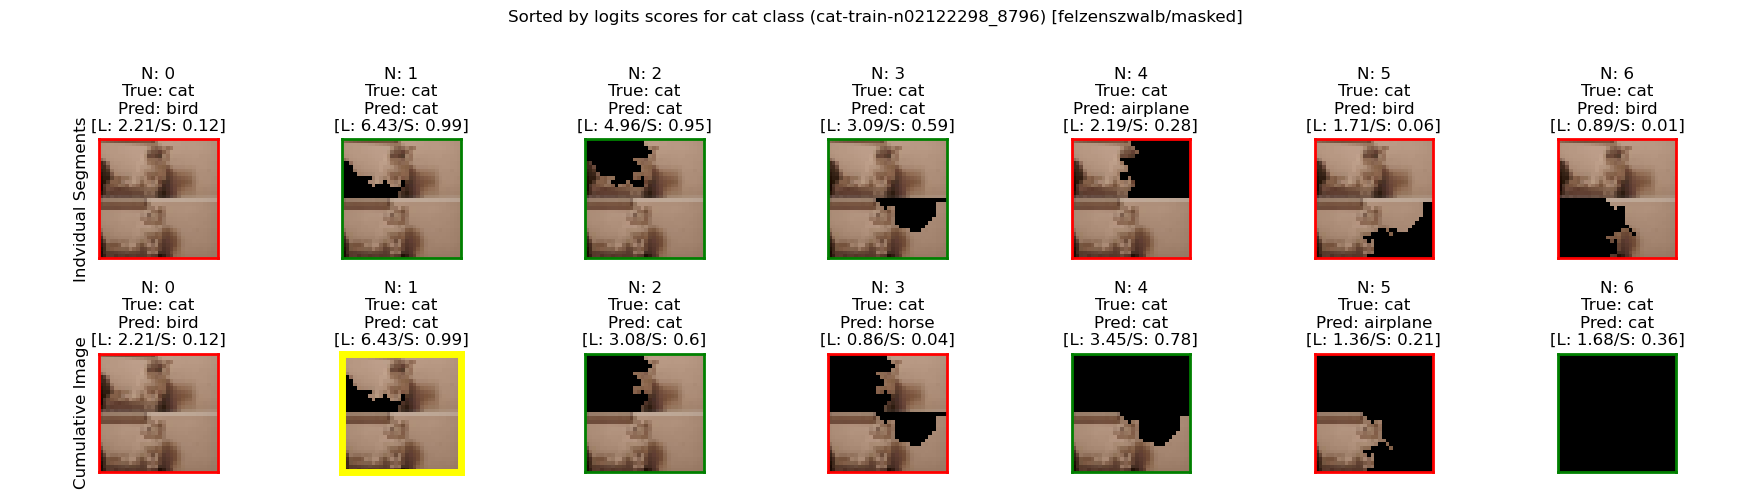 Sorted by logits scores for cat class (cat-train-n02122298_8796) [felzenszwalb/masked]
Indvidual Segments
N: 0
True: cat
Pred: bird
[L: 2.21/S: 0.12]
N: 1
True: cat
Pred: cat
[L: 6.43/S: 0.99]
N: 2
True: cat
Pred: cat
[L: 4.96/S: 0.95]
N: 3
True: cat
Pred: cat
[L: 3.09/S: 0.59]
N: 4
True: cat
Pred: airplane
[L: 2.19/S: 0.28]
N: 5
True: cat
Pred: bird
[L: 1.71/S: 0.06]
N: 6
True: cat
Pred: bird
[L: 0.89/S: 0.01]
Cumulative Image
N: 0
True: cat
Pred: bird
[L: 2.21/S: 0.12]
N: 1
True: cat
Pred: cat
[L: 6.43/S: 0.99]
N: 2
True: cat
Pred: cat
[L: 3.08/S: 0.6]
N: 3
True: cat
Pred: horse
[L: 0.86/S: 0.04]
N: 4
True: cat
Pred: cat
[L: 3.45/S: 0.78]
N: 5
True: cat
Pred: airplane
[L: 1.36/S: 0.21]
N: 6
True: cat
Pred: cat
[L: 1.68/S: 0.36]